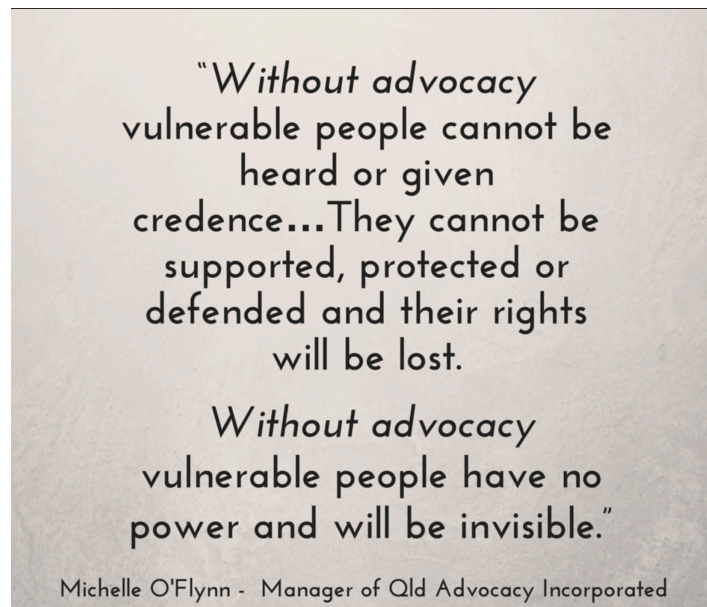 “Without advocacy
vulnerable people cannot be
heard or given
credence...They cannot be
supported, protected or
defended and their rights
will be lost.
Without advocacy
vulnerable people have no
power and will be invisible.”
Michelle O'Flynn -  Manager of Qld Advocacy Incorporated